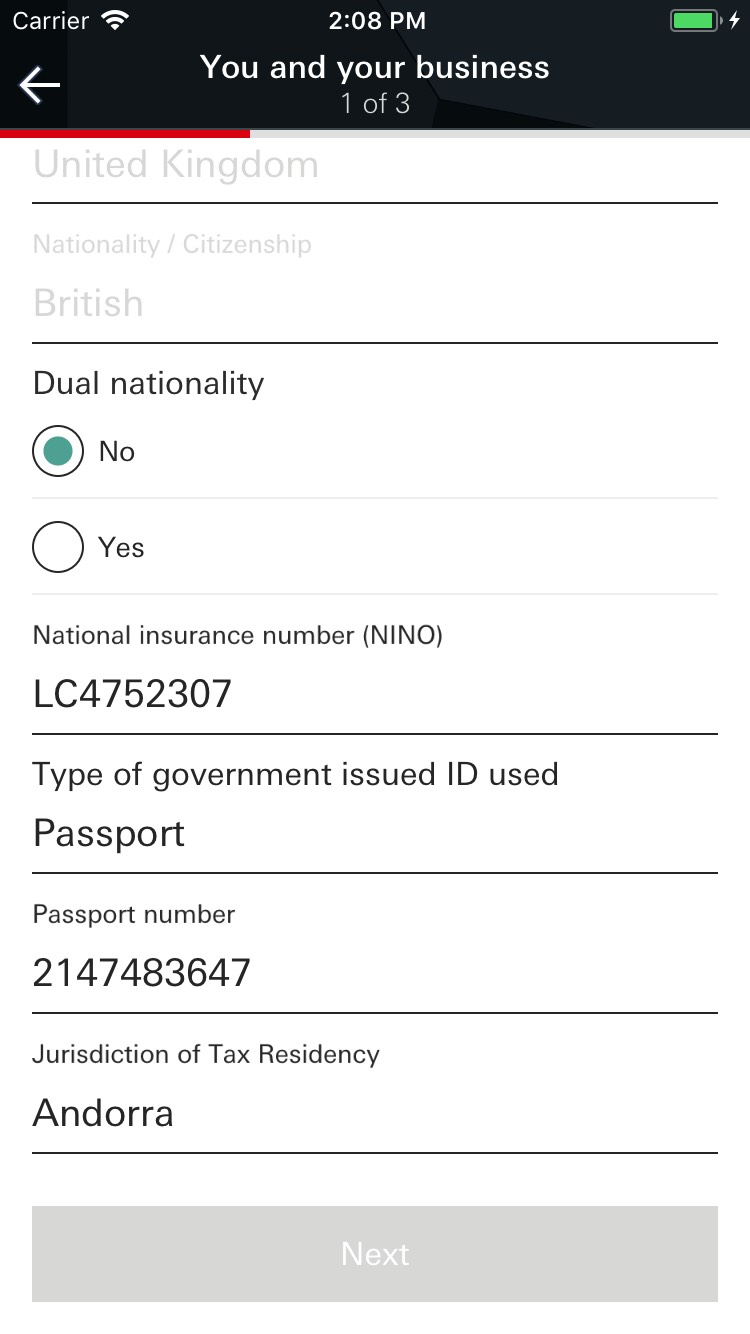 Carrier 2:08 PM
You and your business
1 of 3
United Kingdom
Nationality / Citizenship
British
Dual nationality
No
Yes
National insurance number (NINO)
LC4752307
Type of government issued ID used
Passport
Passport number
2147483647
Jurisdiction of Tax Residency
Andorra
Next